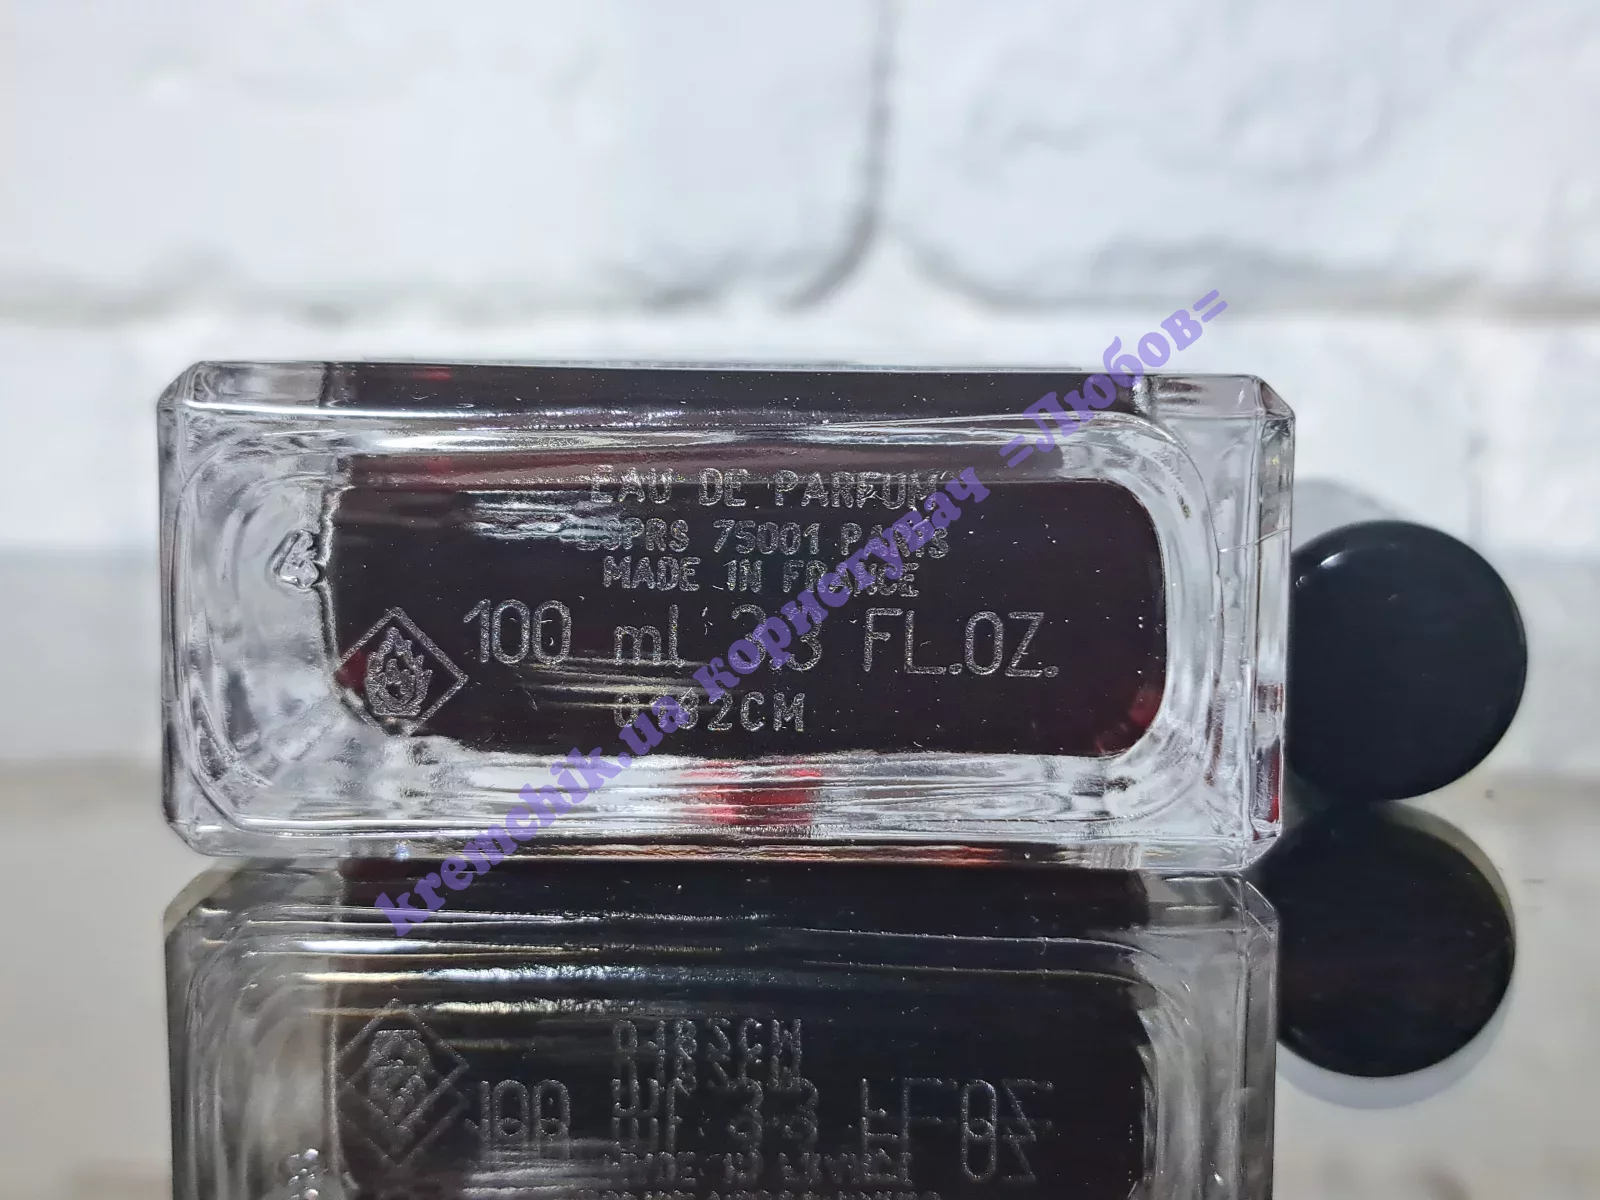 EAU DE PARFUM
75001 PARIS
MADE IN FRANCE
100 ml 3.3 FL.OZ.
kremchik.ua користувач =Любов=